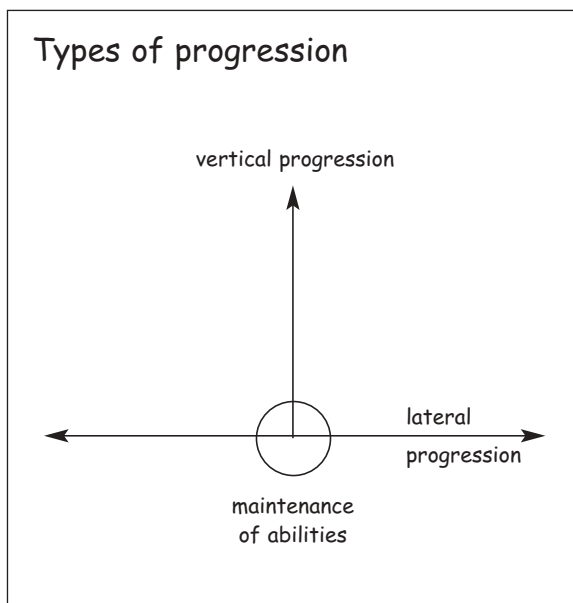 Types of progression
vertical progression
lateral
progression
maintenance
of abilities